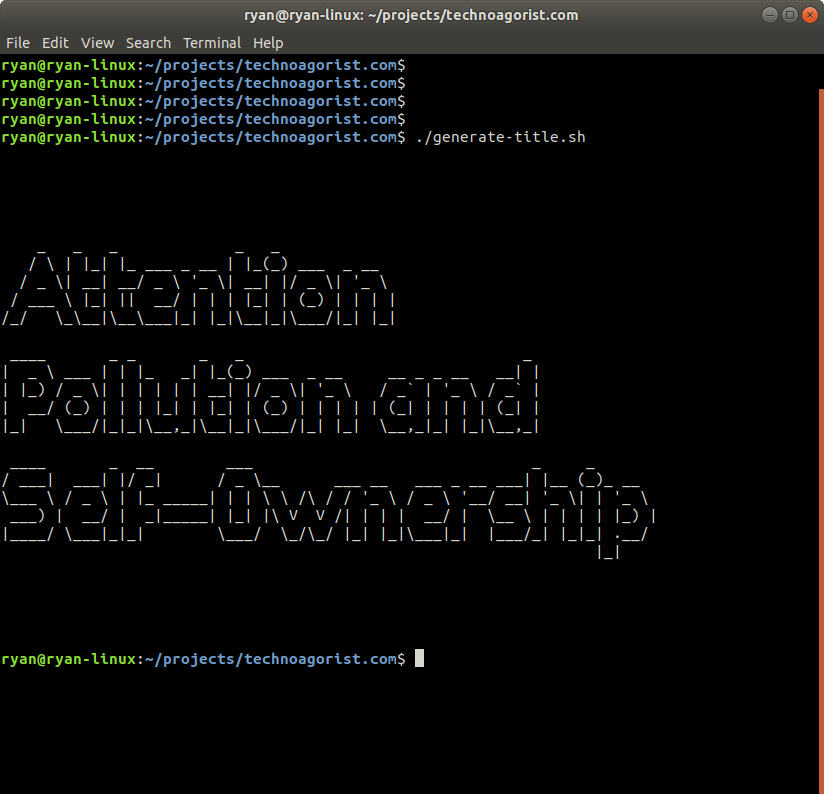 ryan@ryan-linux: ~/projects/technoagorist.com
File Edit View Search Terminal Help
ryan@ryan-linux:~/projects/technoagorist.com$
ryan@ryan-linux:~/projects/technoagorist.com$
ryan@ryan-linux:~/projects/technoagorist.com$
ryan@ryan-linux:~/projects/technoagorist.com$
ryan@ryan-linux:~/projects/technoagorist.com$ ./generate-title.sh
Attention
Pollution and
Self-Ownership
ryan@ryan-linux:~/projects/technoagorist.com$